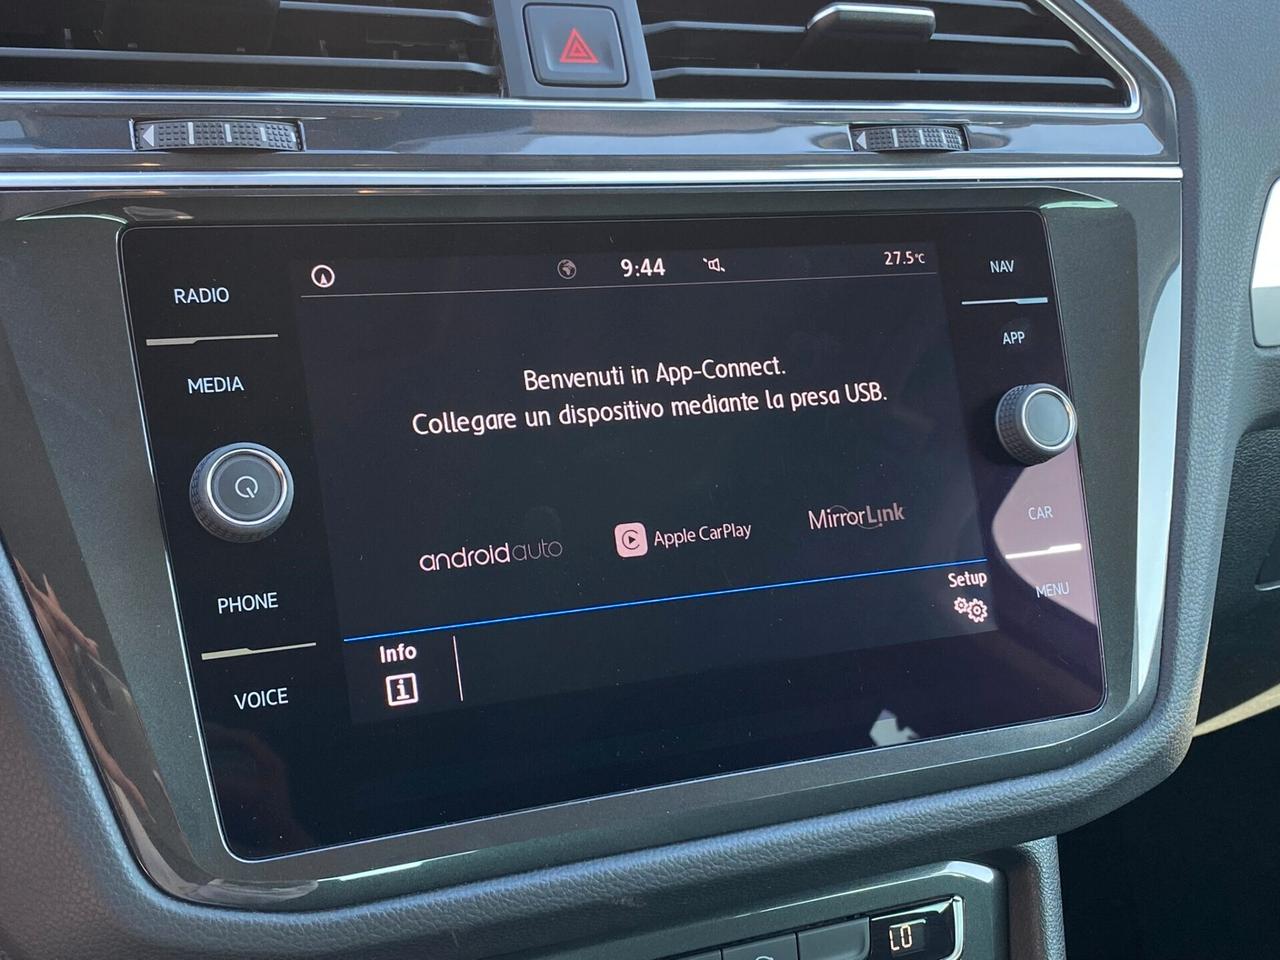 9:44
27.5°C
RADIO
MEDIA
PHONE
VOICE
NAV
APP
CAR
MENU
Benvenuti in App-Connect.
Collegare un dispositivo mediante la presa USB.
androidauto
Apple CarPlay
MirrorLink
Setup
Info
i
LO